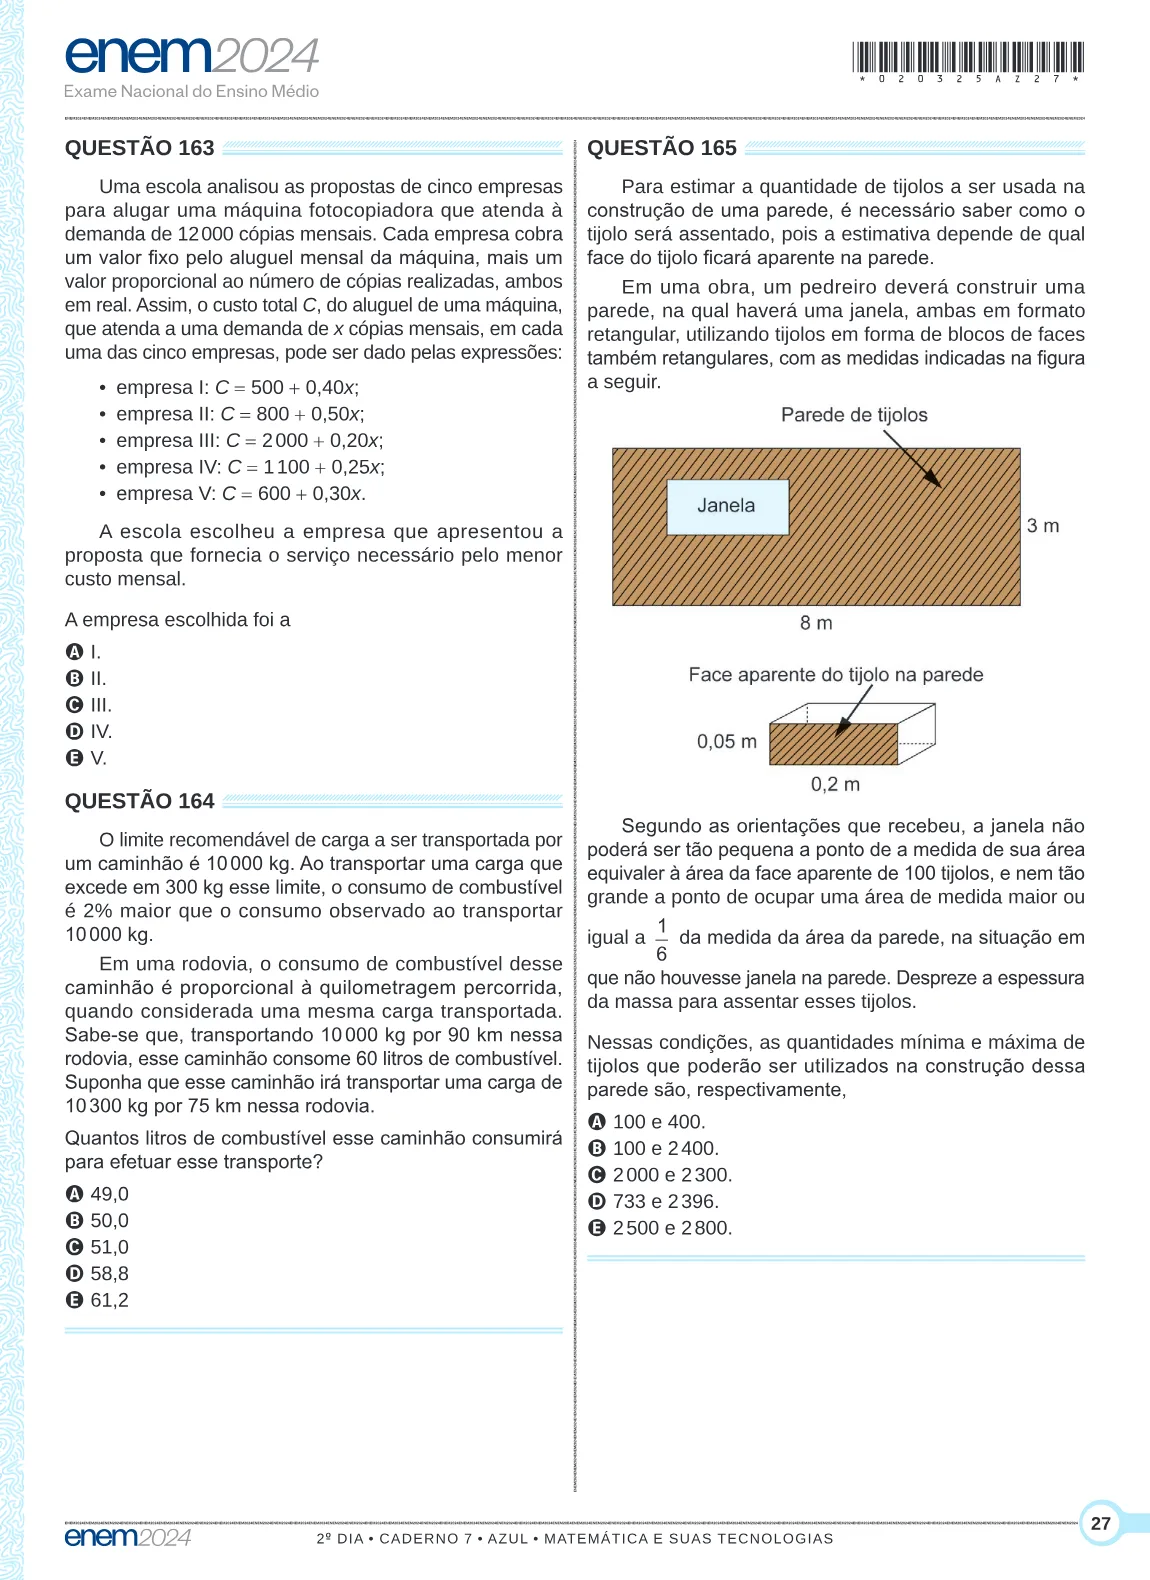 enem2024
Exame Nacional do Ensino Médio
*020325AZ27*
QUESTÃO 163
Uma escola analisou as propostas de cinco empresas
para alugar uma máquina fotocopiadora que atenda à
demanda de 12 000 cópias mensais. Cada empresa cobra
um valor fixo pelo aluguel mensal da máquina, mais um
valor proporcional ao número de cópias realizadas, ambos
em real. Assim, o custo total C, do aluguel de uma máquina,
que atenda a uma demanda de x cópias mensais, em cada
uma das cinco empresas, pode ser dado pelas expressões:
• empresa I: C = 500 + 0,40x;
• empresa II: C = 800 + 0,50x;
• empresa III: C = 2 000 + 0,20x;
• empresa IV: C = 1 100 + 0,25x;
• empresa V: C = 600 + 0,30x.
A escola escolheu a empresa que apresentou a
proposta que fornecia o serviço necessário pelo menor
custo mensal.
A empresa escolhida foi a
A I.
B II.
C III.
D IV.
E V.
QUESTÃO 164
O limite recomendável de carga a ser transportada por
um caminhão é 10 000 kg. Ao transportar uma carga que
excede em 300 kg esse limite, o consumo de combustível
é 2% maior que o consumo observado ao transportar
10 000 kg.
Em uma rodovia, o consumo de combustível desse
caminhão é proporcional à quilometragem percorrida,
quando considerada uma mesma carga transportada.
Sabe-se que, transportando 10 000 kg por 90 km nessa
rodovia, esse caminhão consome 60 litros de combustível.
Suponha que esse caminhão irá transportar uma carga de
10 300 kg por 75 km nessa rodovia.
Quantos litros de combustível esse caminhão consumirá
para efetuar esse transporte?
A 49,0
B 50,0
C 51,0
D 58,8
E 61,2
QUESTÃO 165
Para estimar a quantidade de tijolos a ser usada na
construção de uma parede, é necessário saber como o
tijolo será assentado, pois a estimativa depende de qual
face do tijolo ficará aparente na parede.
Em uma obra, um pedreiro deverá construir uma
parede, na qual haverá uma janela, ambas em formato
retangular, utilizando tijolos em forma de blocos de faces
também retangulares, com as medidas indicadas na figura
a seguir.
Parede de tijolos
Janela
3 m
8 m
Face aparente do tijolo na parede
0,05 m
0,2 m
Segundo as orientações que recebeu, a janela não
poderá ser tão pequena a ponto de a medida de sua área
equivaler à área da face aparente de 100 tijolos, e nem tão
grande a ponto de ocupar uma área de medida maior ou
igual a 1/6 da medida da área da parede, na situação em
que não houvesse janela na parede. Despreze a espessura
da massa para assentar esses tijolos.
Nessas condições, as quantidades mínima e máxima de
tijolos que poderão ser utilizados na construção dessa
parede são, respectivamente,
A 100 e 400.
B 100 e 2 400.
C 2 000 e 2 300.
D 733 e 2 396.
E 2 500 e 2 800.
enem2024
2º DIA • CADERNO 7 • AZUL • MATEMÁTICA E SUAS TECNOLOGIAS
27